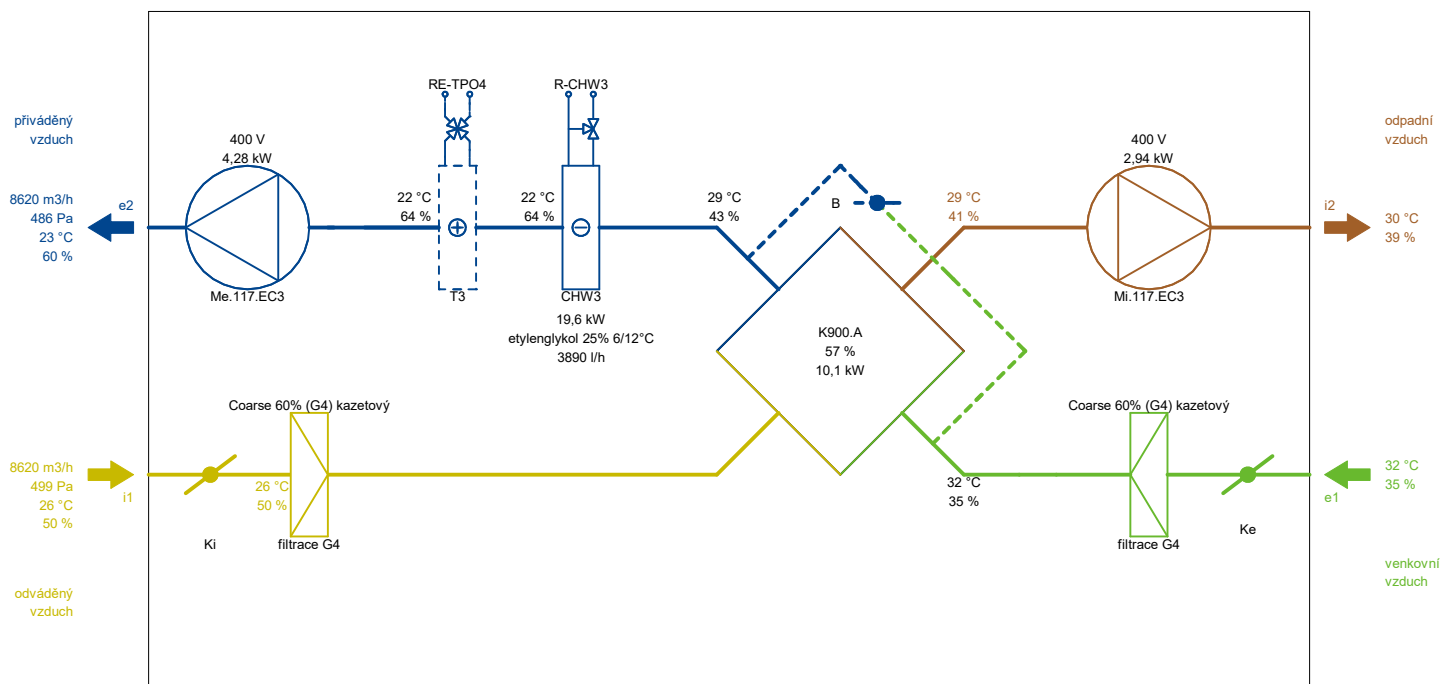 RE-TPO4
R-CHW3
přiváděný
vzduch
400 V
4,28 kW
400 V
2,94 kW
odpadní
vzduch
8620 m3/h
486 Pa
23 °C
60 %
e2
22 °C
64 %
22 °C
64 %
29 °C
43 %
B
29 °C
41 %
i2
30 °C
39 %
Me.117.EC3
T3
CHW3
19,6 kW
etylenglykol 25% 6/12°C
3890 l/h
Mi.117.EC3
K900.A
57 %
10,1 kW
Coarse 60% (G4) kazetový
Coarse 60% (G4) kazetový
8620 m3/h
499 Pa
26 °C
50 %
i1
26 °C
50 %
32 °C
35 %
32 °C
35 %
e1
Ki
filtrace G4
filtrace G4
Ke
odváděný
vzduch
venkovní
vzduch